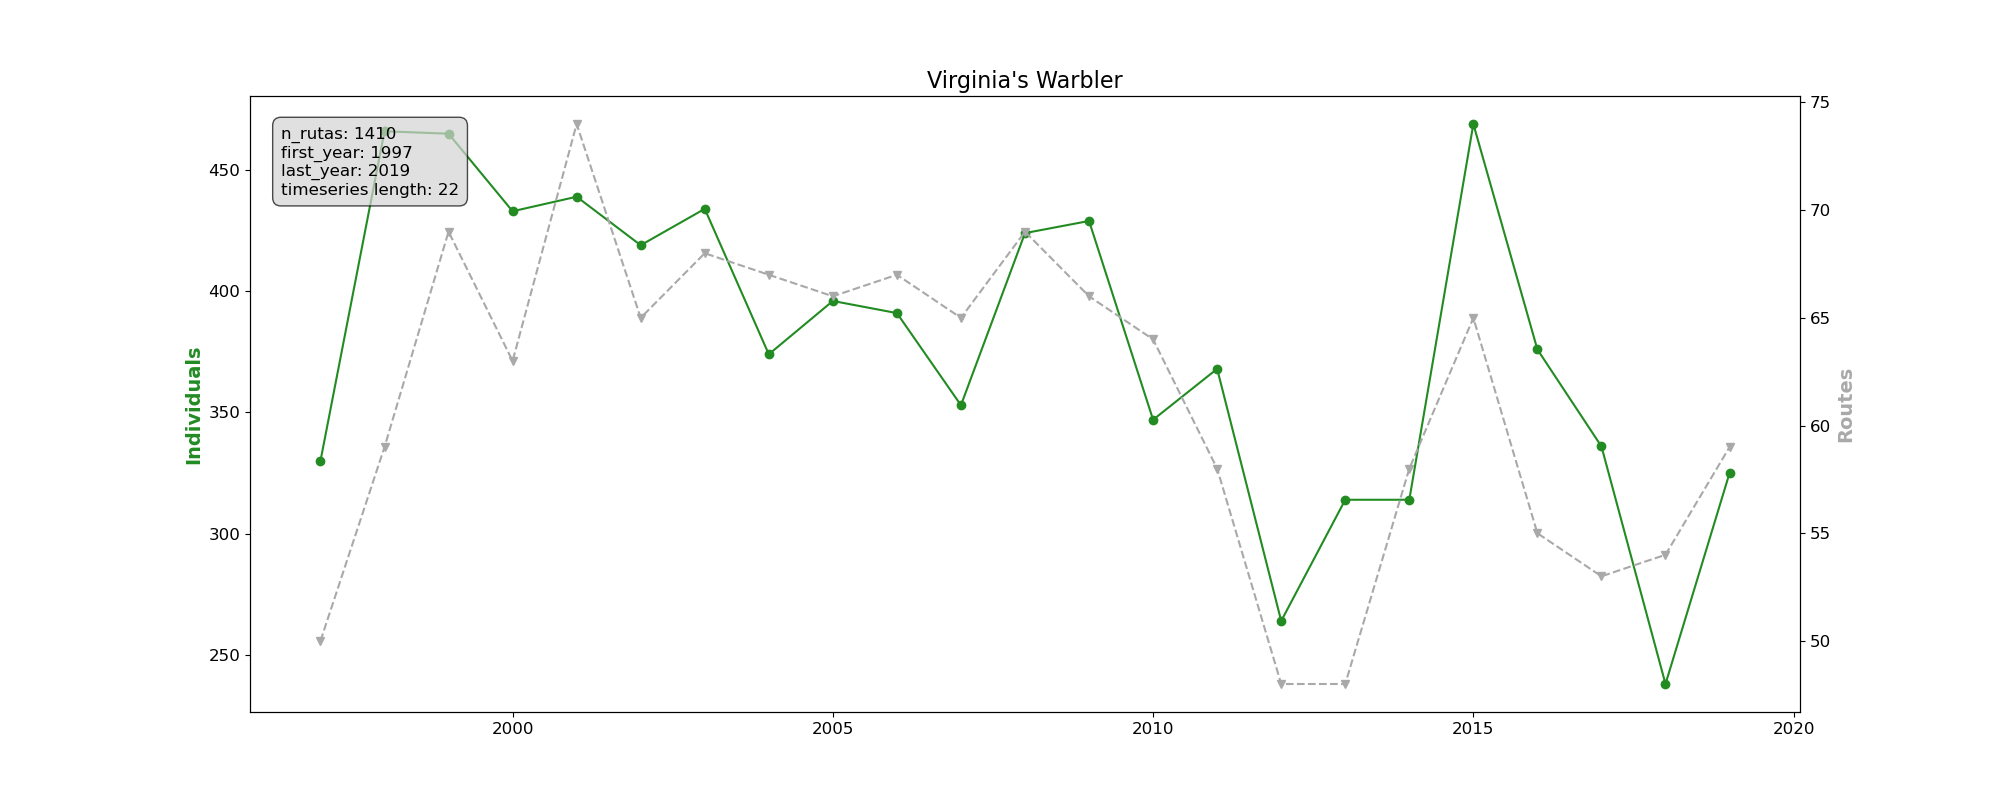 Virginia's Warbler
n_rutas: 1410
first_year: 1997
last_year: 2019
timeseries length: 22
Individuals
450
400
350
300
250
75
70
65
60
55
50
Routes
2000
2005
2010
2015
2020